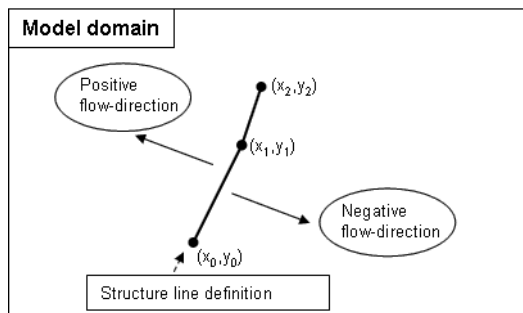 Model domain
Positive
flow-direction
(x₂,y₂)
(x₁,y₁)
Negative
flow-direction
(x₀,y₀)
Structure line definition